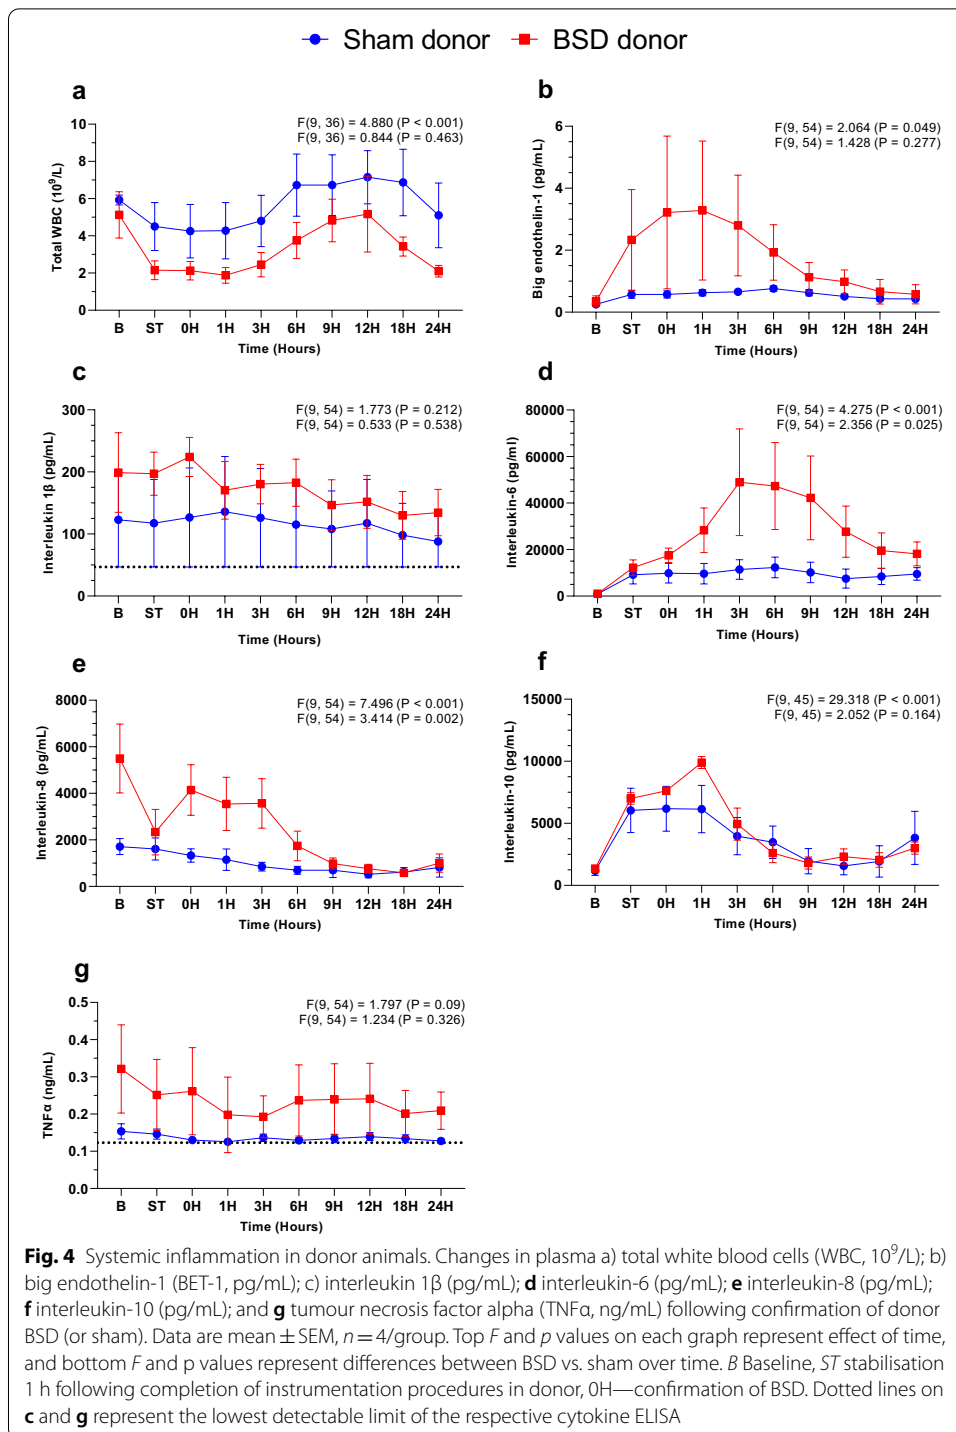 Sham donor BSD donor
a
F(9, 36) = 4.880 (P < 0.001)
F(9, 36) = 0.844 (P = 0.463)
Total WBC (10⁹/L)
10
8
6
4
2
0
B ST 0H 1H 3H 6H 9H 12H 18H 24H
Time (Hours)
b
F(9, 54) = 2.064 (P = 0.049)
F(9, 54) = 1.428 (P = 0.277)
Big endothelin-1 (pg/mL)
6
4
2
0
B ST 0H 1H 3H 6H 9H 12H 18H 24H
Time (Hours)
c
F(9, 54) = 1.773 (P = 0.212)
F(9, 54) = 0.533 (P = 0.538)
Interleukin 1β (pg/mL)
300
200
100
0
B ST 0H 1H 3H 6H 9H 12H 18H 24H
Time (Hours)
d
F(9, 54) = 4.275 (P < 0.001)
F(9, 54) = 2.356 (P = 0.025)
Interleukin-6 (pg/ml)
80000
60000
40000
20000
0
B ST 0H 1H 3H 6H 9H 12H 18H 24H
Time (Hours)
e
F(9, 54) = 7.496 (P < 0.001)
F(9, 54) = 3.414 (P = 0.002)
Interleukin-8 (pg/mL)
8000
6000
4000
2000
0
B ST 0H 1H 3H 6H 9H 12H 18H 24H
Time (Hours)
f
F(9, 45) = 29.318 (P < 0.001)
F(9, 45) = 2.052 (P = 0.164)
Interleukin-10 (pg/mL)
15000
10000
5000
0
B ST 0H 1H 3H 6H 9H 12H 18H 24H
Time (Hours)
g
F(9, 54) = 1.797 (P = 0.09)
F(9, 54) = 1.234 (P = 0.326)
TNFα (ng/mL)
0.5
0.4
0.3
0.2
0.1
0.0
B ST 0H 1H 3H 6H 9H 12H 18H 24H
Time (Hours)
Fig. 4 Systemic inflammation in donor animals. Changes in plasma a) total white blood cells (WBC, 10⁹/L); b)
big endothelin-1 (BET-1, pg/mL); c) interleukin 1β (pg/mL); d interleukin-6 (pg/mL); e interleukin-8 (pg/mL);
f interleukin-10 (pg/mL); and g tumour necrosis factor alpha (TNFα, ng/mL) following confirmation of donor
BSD (or sham). Data are mean ± SEM, n = 4/group. Top F and p values on each graph represent effect of time,
and bottom F and p values represent differences between BSD vs. sham over time. B Baseline, ST stabilisation
1 h following completion of instrumentation procedures in donor, 0H—confirmation of BSD. Dotted lines on
c and g represent the lowest detectable limit of the respective cytokine ELISA